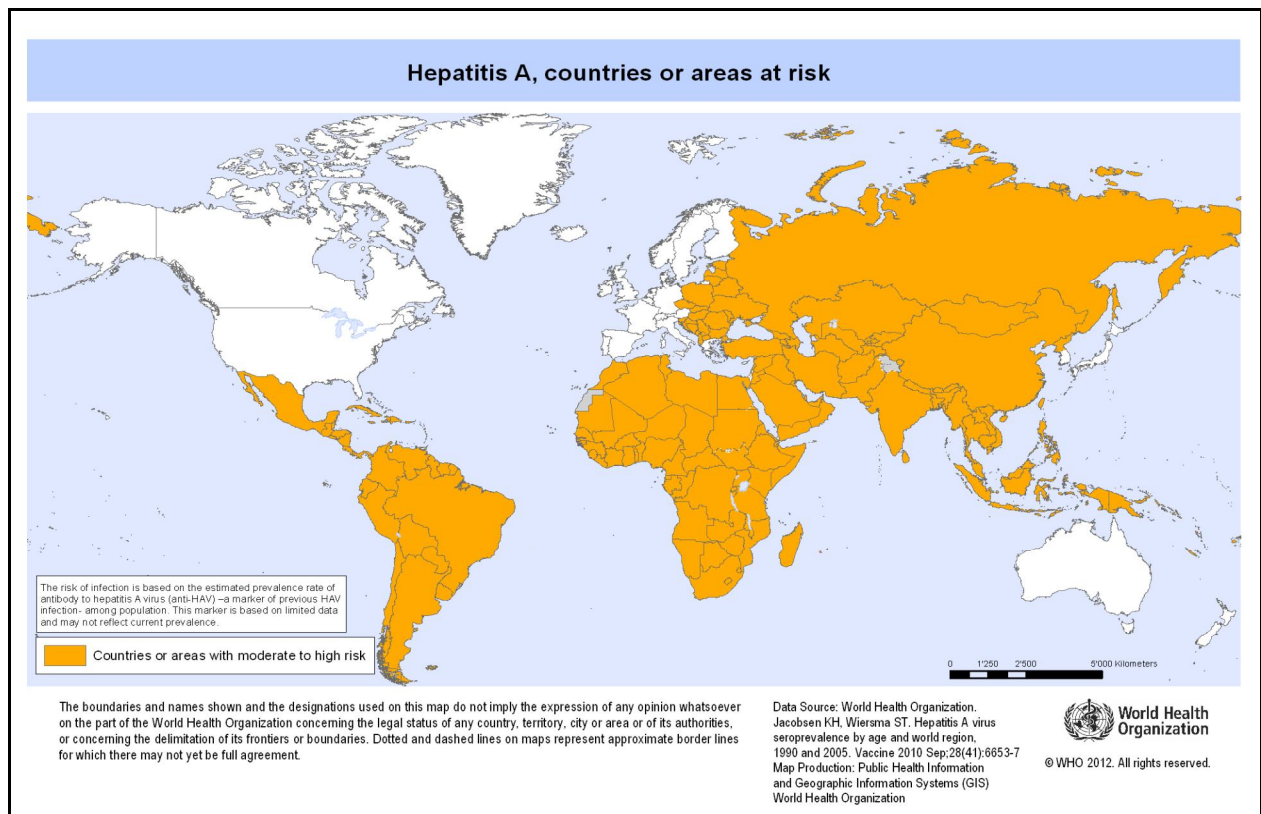 Hepatitis A, countries or areas at risk
The risk of infection is based on the estimated prevalence rate of
antibody to hepatitis A virus (anti-HAV) –a marker of previous HAV
infection- among population. This marker is based on limited data
and may not reflect current prevalence.
Countries or areas with moderate to high risk
0 1'250 2'500 5'000 Kilometers
The boundaries and names shown and the designations used on this map do not imply the expression of any opinion whatsoever
on the part of the World Health Organization concerning the legal status of any country, territory, city or area or of its authorities,
or concerning the delimitation of its frontiers or boundaries. Dotted and dashed lines on maps represent approximate border lines
for which there may not yet be full agreement.
Data Source: World Health Organization.
Jacobsen KH, Wiersma ST. Hepatitis A virus
seroprevalence by age and world region,
1990 and 2005. Vaccine 2010 Sep;28(41):6653-7
Map Production: Public Health Information
and Geographic Information Systems (GIS)
World Health Organization
World Health
Organization
© WHO 2012. All rights reserved.